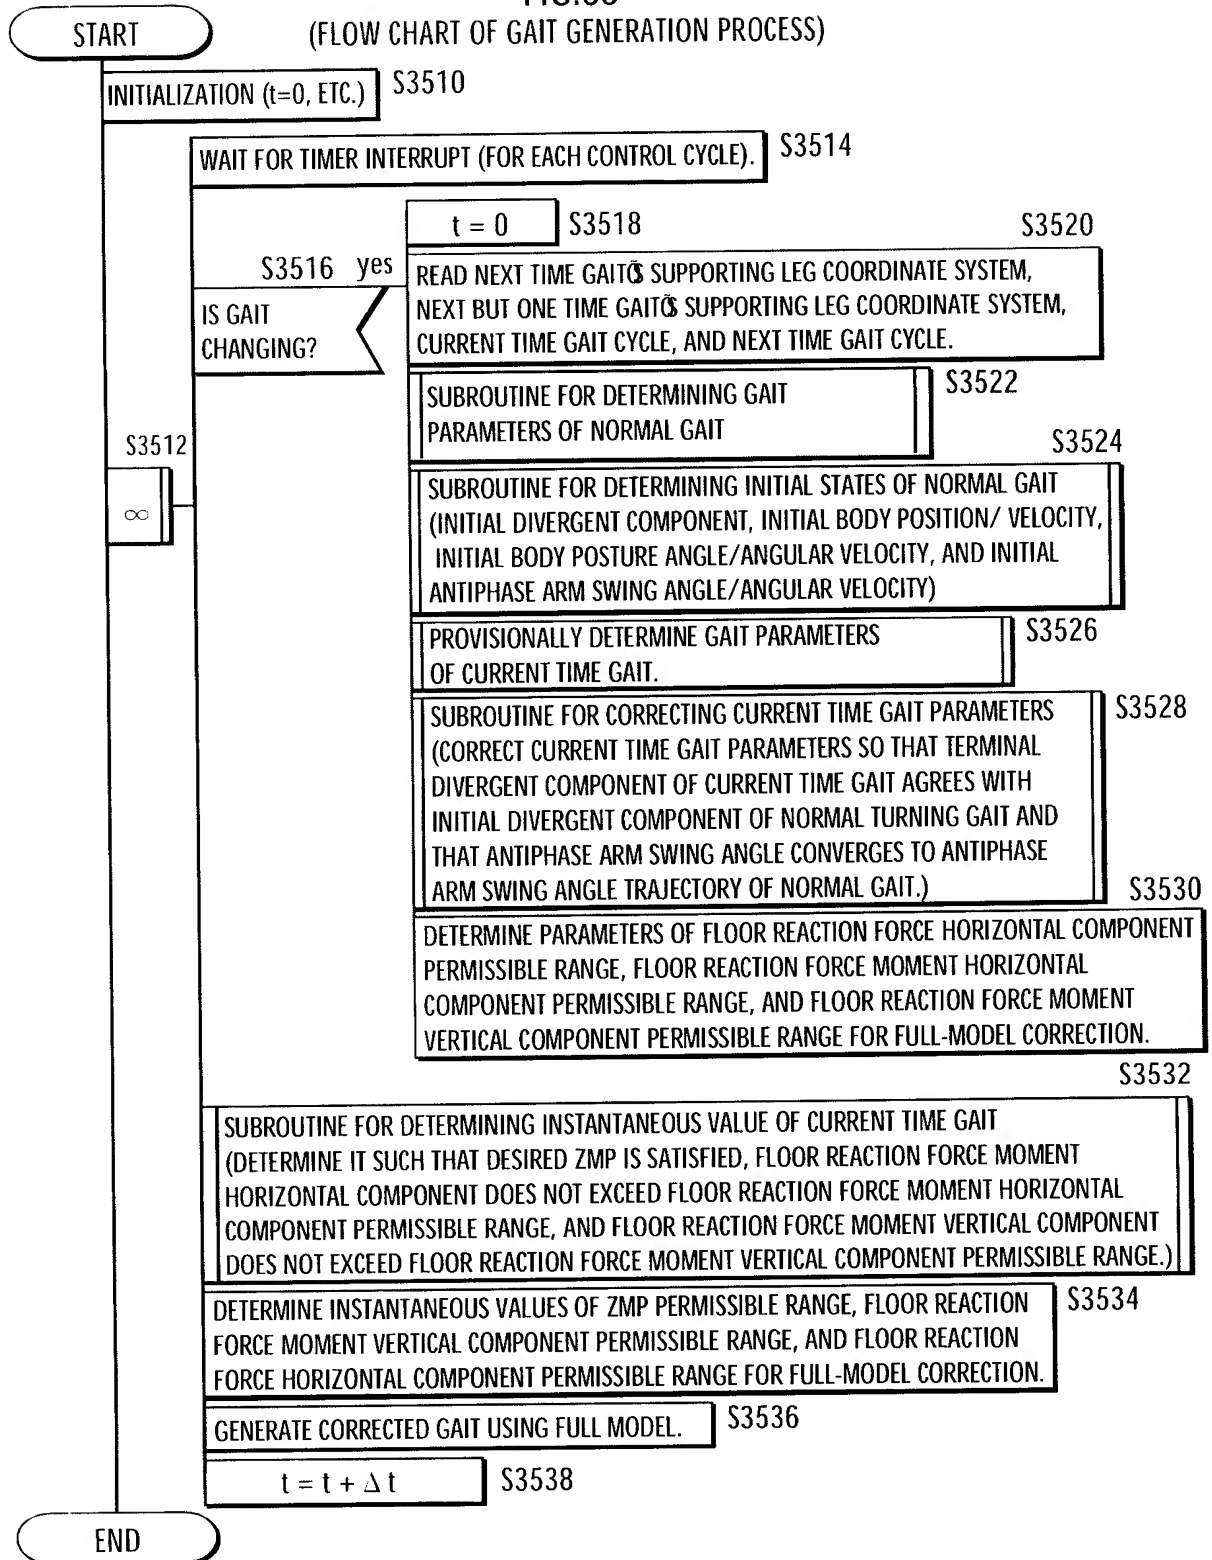 START
(FLOW CHART OF GAIT GENERATION PROCESS)
INITIALIZATION (t=0, ETC.)
S3510
WAIT FOR TIMER INTERRUPT (FOR EACH CONTROL CYCLE).
S3514
t = 0
S3518
S3520
S3516 yes
IS GAIT
CHANGING?
READ NEXT TIME GAITÕS SUPPORTING LEG COORDINATE SYSTEM,
NEXT BUT ONE TIME GAITÕS SUPPORTING LEG COORDINATE SYSTEM,
CURRENT TIME GAIT CYCLE, AND NEXT TIME GAIT CYCLE.
SUBROUTINE FOR DETERMINING GAIT
PARAMETERS OF NORMAL GAIT
S3522
S3512
∞
S3524
SUBROUTINE FOR DETERMINING INITIAL STATES OF NORMAL GAIT
(INITIAL DIVERGENT COMPONENT, INITIAL BODY POSITION/ VELOCITY,
INITIAL BODY POSTURE ANGLE/ANGULAR VELOCITY, AND INITIAL
ANTIPHASE ARM SWING ANGLE/ANGULAR VELOCITY)
PROVISIONALLY DETERMINE GAIT PARAMETERS
OF CURRENT TIME GAIT.
S3526
SUBROUTINE FOR CORRECTING CURRENT TIME GAIT PARAMETERS
(CORRECT CURRENT TIME GAIT PARAMETERS SO THAT TERMINAL
DIVERGENT COMPONENT OF CURRENT TIME GAIT AGREES WITH
INITIAL DIVERGENT COMPONENT OF NORMAL TURNING GAIT AND
THAT ANTIPHASE ARM SWING ANGLE CONVERGES TO ANTIPHASE
ARM SWING ANGLE TRAJECTORY OF NORMAL GAIT.)
S3528
S3530
DETERMINE PARAMETERS OF FLOOR REACTION FORCE HORIZONTAL COMPONENT
PERMISSIBLE RANGE, FLOOR REACTION FORCE MOMENT HORIZONTAL
COMPONENT PERMISSIBLE RANGE, AND FLOOR REACTION FORCE MOMENT
VERTICAL COMPONENT PERMISSIBLE RANGE FOR FULL-MODEL CORRECTION.
S3532
SUBROUTINE FOR DETERMINING INSTANTANEOUS VALUE OF CURRENT TIME GAIT
(DETERMINE IT SUCH THAT DESIRED ZMP IS SATISFIED, FLOOR REACTION FORCE MOMENT
HORIZONTAL COMPONENT DOES NOT EXCEED FLOOR REACTION FORCE MOMENT HORIZONTAL
COMPONENT PERMISSIBLE RANGE, AND FLOOR REACTION FORCE MOMENT VERTICAL COMPONENT
DOES NOT EXCEED FLOOR REACTION FORCE MOMENT VERTICAL COMPONENT PERMISSIBLE RANGE.)
DETERMINE INSTANTANEOUS VALUES OF ZMP PERMISSIBLE RANGE, FLOOR REACTION
FORCE MOMENT VERTICAL COMPONENT PERMISSIBLE RANGE, AND FLOOR REACTION
FORCE HORIZONTAL COMPONENT PERMISSIBLE RANGE FOR FULL-MODEL CORRECTION.
S3534
GENERATE CORRECTED GAIT USING FULL MODEL.
S3536
t = t + Δ t
S3538
END